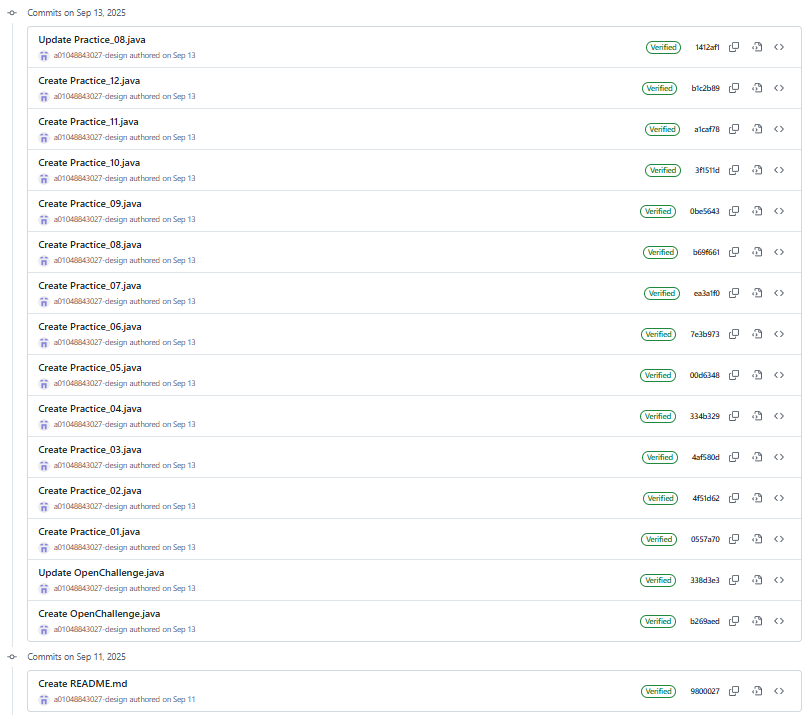 Commits on Sep 13, 2025
Update Practice_08.java
a01048843027-design authored on Sep 13
Verified 1412af1
Create Practice_12.java
a01048843027-design authored on Sep 13
Verified b1c2b89
Create Practice_11.java
a01048843027-design authored on Sep 13
Verified a1caf78
Create Practice_10.java
a01048843027-design authored on Sep 13
Verified 3f1511d
Create Practice_09.java
a01048843027-design authored on Sep 13
Verified 0be5643
Create Practice_08.java
a01048843027-design authored on Sep 13
Verified b69f661
Create Practice_07.java
a01048843027-design authored on Sep 13
Verified ea3a1f0
Create Practice_06.java
a01048843027-design authored on Sep 13
Verified 7e3b973
Create Practice_05.java
a01048843027-design authored on Sep 13
Verified 00d6348
Create Practice_04.java
a01048843027-design authored on Sep 13
Verified 334b329
Create Practice_03.java
a01048843027-design authored on Sep 13
Verified 4af580d
Create Practice_02.java
a01048843027-design authored on Sep 13
Verified 4f51d62
Create Practice_01.java
a01048843027-design authored on Sep 13
Verified 0557a70
Update OpenChallenge.java
a01048843027-design authored on Sep 13
Verified 338d3e3
Create OpenChallenge.java
a01048843027-design authored on Sep 13
Verified b269aed
Commits on Sep 11, 2025
Create README.md
a01048843027-design authored on Sep 11
Verified 9800027